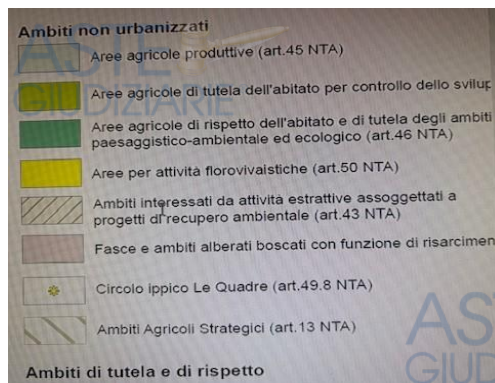 Ambiti non urbanizzati
Aree agricole produttive (art.45 NTA)
Aree agricole di tutela dell'abitato per controllo dello svilup
Aree agricole di rispetto dell'abitato e di tutela degli ambiti
paesaggistico-ambientale ed ecologico (art.46 NTA)
Aree per attività florovivaistiche (art.50 NTA)
Ambiti interessati da attività estrattive assoggettati a
progetti di recupero ambientale (art.43 NTA)
Fasce e ambiti alberati boscati con funzione di risarcimen
Circolo ippico Le Quadre (art.49.8 NTA)
Ambiti Agricoli Strategici (art.13 NTA)
Ambiti di tutela e di rispetto
ASTE
GIUDIZIARIE
AS
GIUD